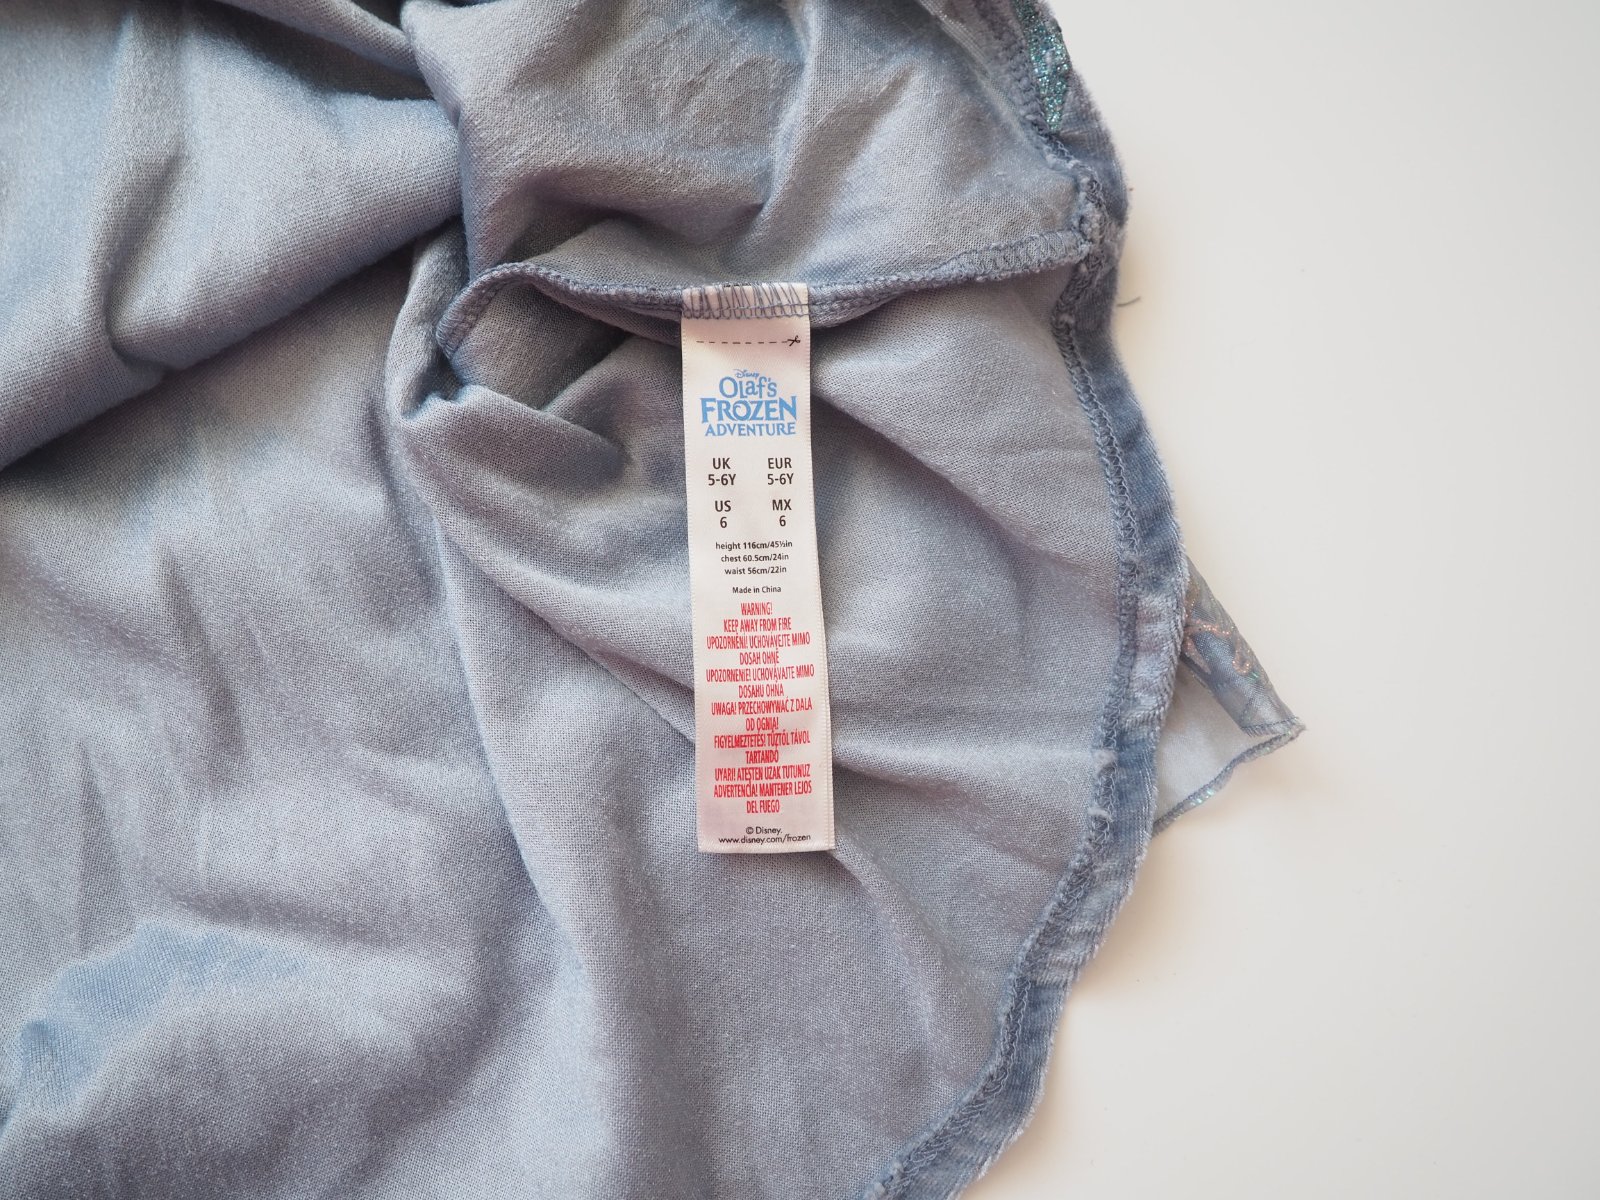 Disney
Olaf's
FROZEN
ADVENTURE
UK EUR
5-6Y 5-6Y
US MX
6 6
height 116cm/45½in
chest 60.5cm/24in
waist 56cm/22in
Made in China
WARNING!
KEEP AWAY FROM FIRE
UPOZORNĚNÍ! UCHOVÁVEJTE MIMO
DOSAH OHNĚ
UPOZORNENIE! UCHOVÁVAJTE MIMO
DOSAHU OHŇA
UWAGA! PRZECHOWYWAĆ Z DALA
OD OGNIA!
FIGYELMEZTETÉS! TŰZTŐL TÁVOL
TARTANDÓ
UYARI! ATEŞTEN UZAK TUTUNUZ
ADVERTENCIA! MANTENER LEJOS
DEL FUEGO
© Disney.
www.disney.com/frozen